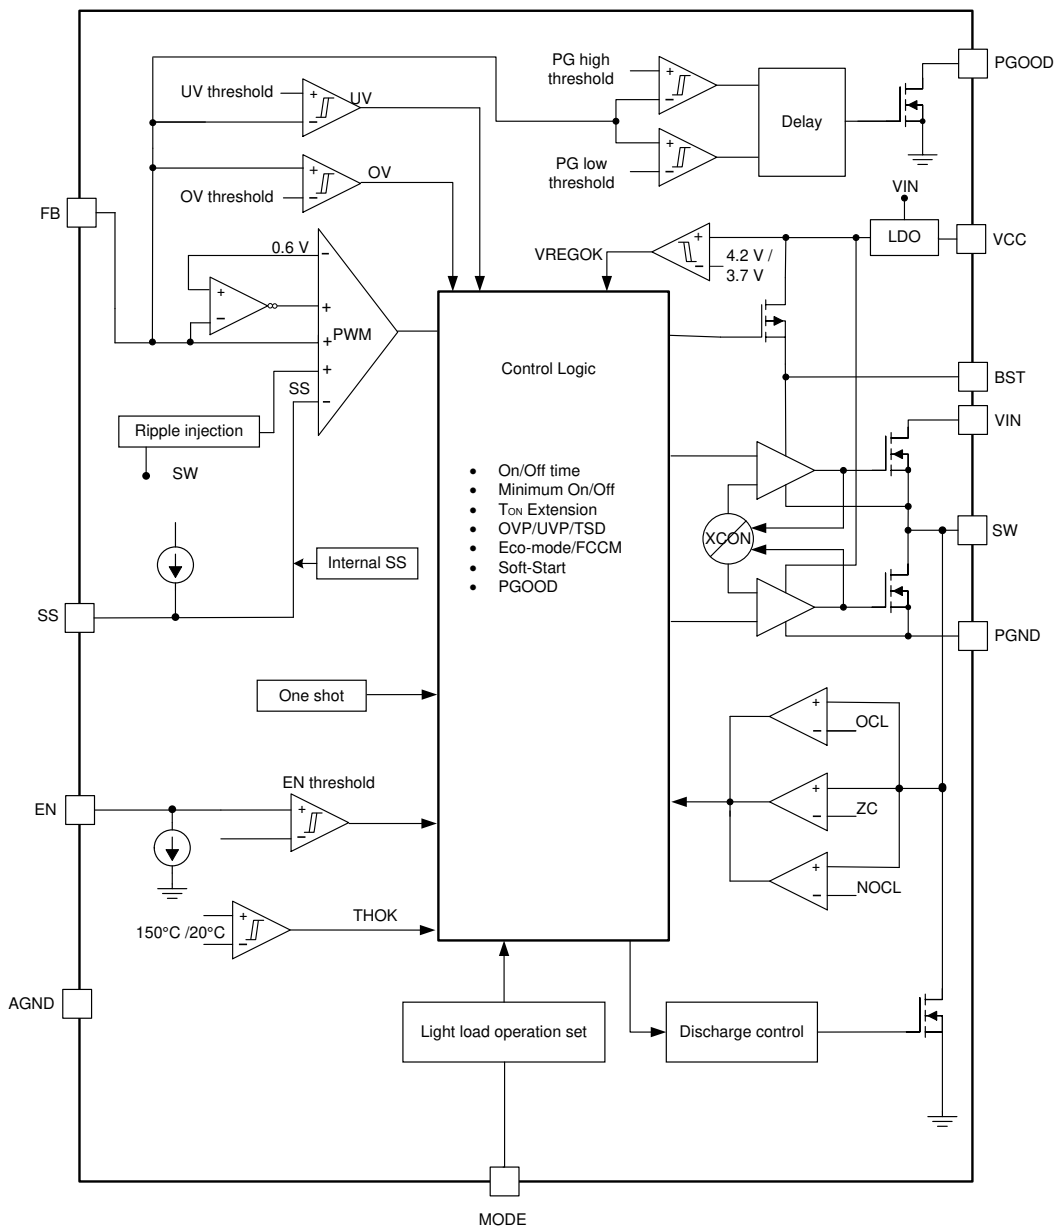 PG high
threshold
PGOOD
UV threshold
+
−
UV
+
−
Delay
+
−
PG low
threshold
OV threshold
+
−
OV
VIN
FB
LDO
VCC
0.6 V
−
VREGOK
+
−
4.2 V /
3.7 V
+
−
+
PWM
+
+
SS
−
Control Logic
BST
Ripple injection
VIN
SW
• On/Off time
• Minimum On/Off
• TON Extension
• OVP/UVP/TSD
• Eco-mode/FCCM
• Soft-Start
• PGOOD
XCON
SW
Internal SS
SS
PGND
One shot
+
−
OCL
EN threshold
EN
+
−
+
−
ZC
+
−
NOCL
150°C /20°C
+
−
THOK
AGND
Light load operation set
Discharge control
MODE